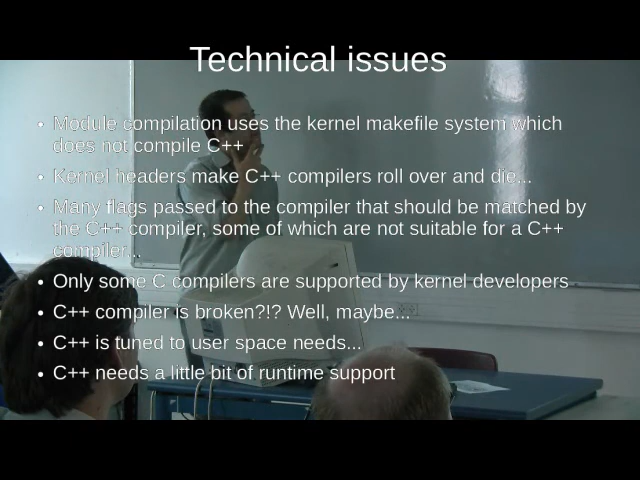 Technical issues
• Module compilation uses the kernel makefile system which
does not compile C++
• Kernel headers make C++ compilers roll over and die...
• Many flags passed to the compiler that should be matched by
the C++ compiler, some of which are not suitable for a C++
compiler...
• Only some C compilers are supported by kernel developers
• C++ compiler is broken?!? Well, maybe...
• C++ is tuned to user space needs...
• C++ needs a little bit of runtime support